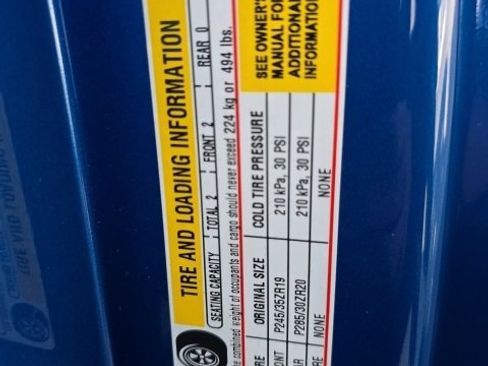 TIRE AND LOADING INFORMATION
SEATING CAPACITY TOTAL 2 FRONT 2 REAR 0
combined weight of occupants and cargo should never exceed 224 kg or 494 lbs.
ORIGINAL SIZE COLD TIRE PRESSURE
P245/35ZR19 210 kPa, 30 PSI
P285/30ZR20 210 kPa, 30 PSI
NONE NONE
SEE OWNER'S
MANUAL FOR
ADDITIONAL
INFORMATION